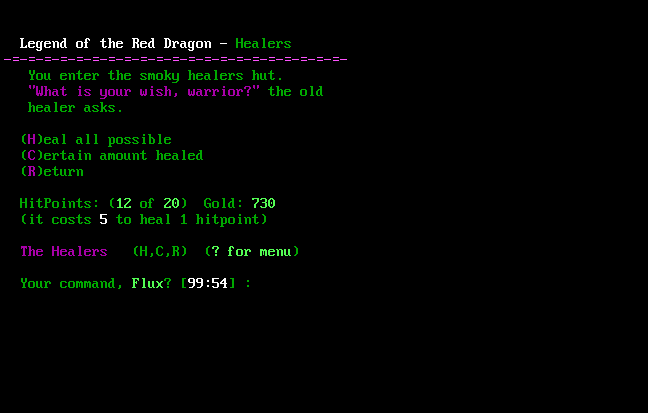 Legend of the Red Dragon - Healers
-=-=-=-=-=-=-=-=-=-=-=-=-=-=-=-=-=-=-=-=-=-
You enter the smoky healers hut.
"What is your wish, warrior?" the old
healer asks.
(H)eal all possible
(C)ertain amount healed
(R)eturn
HitPoints: (12 of 20)  Gold: 730
(it costs 5 to heal 1 hitpoint)
The Healers   (H,C,R)  (? for menu)
Your command, Flux? [99:54] :